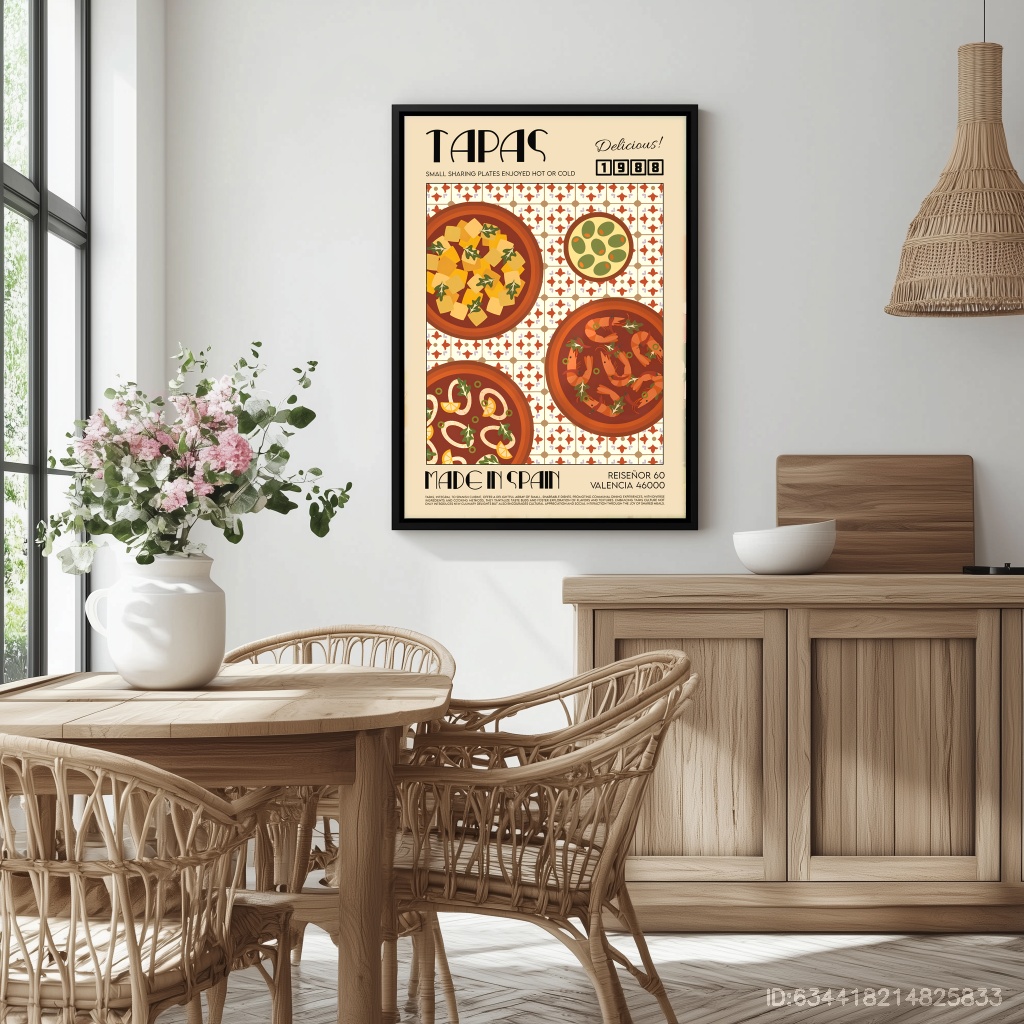 TAPAS
Delicious!
SMALL SHARING PLATES ENJOYED HOT OR COLD
1988
MADE IN SPAIN
REISEÑOR 60
VALENCIA 46000
ID:634418214825833